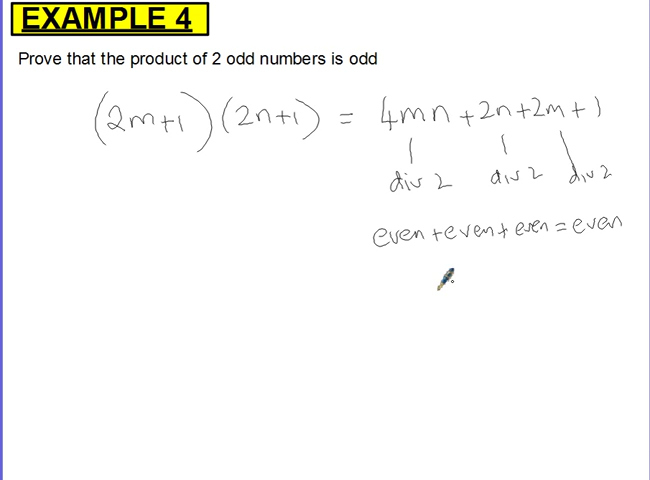 EXAMPLE 4
Prove that the product of 2 odd numbers is odd
(2m+1)(2n+1) = 4mn+2n+2m+1
div 2 div 2 div 2
even+even+even=even